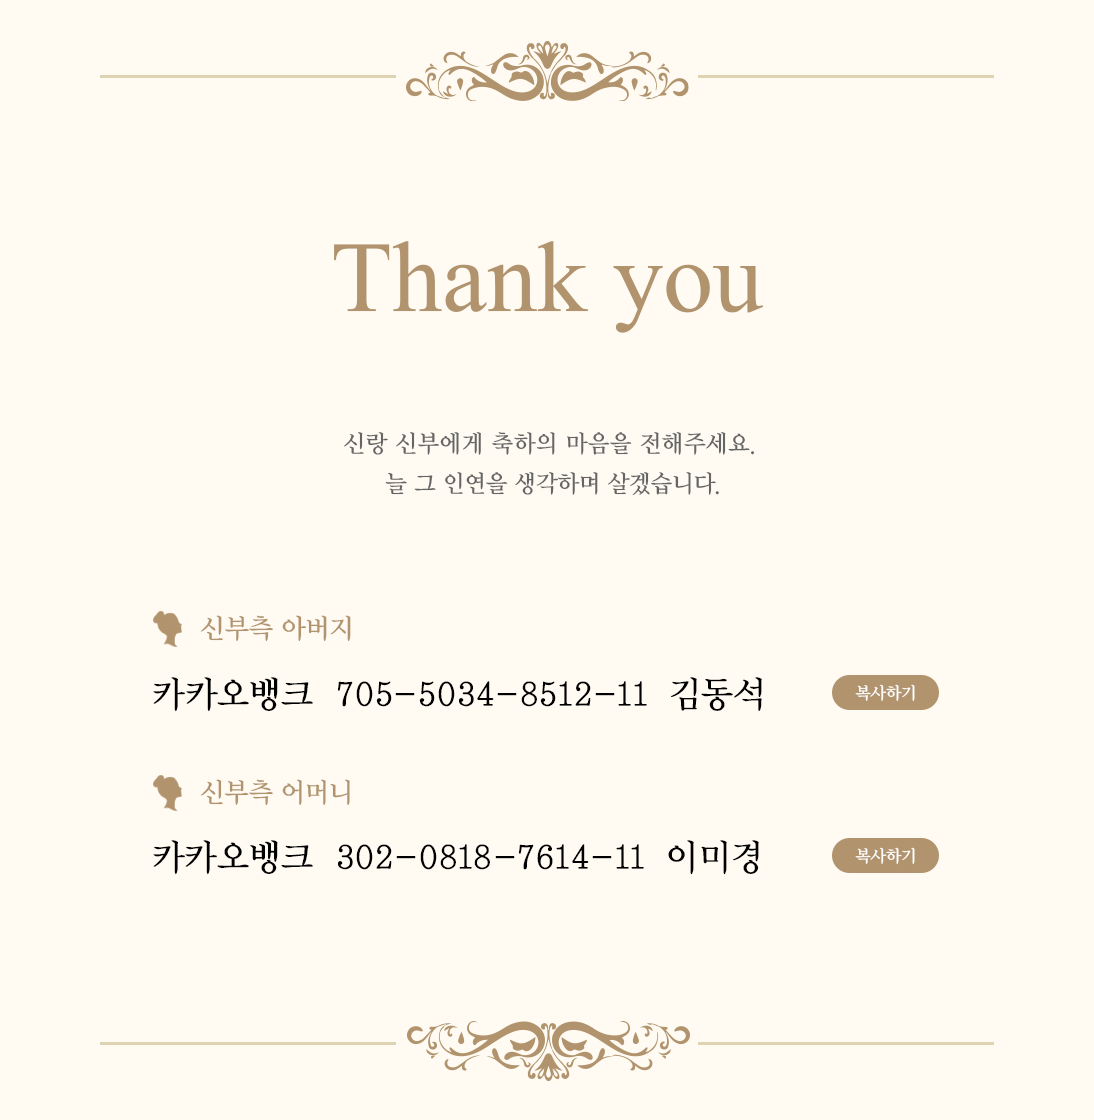 Thank you
신랑 신부에게 축하의 마음을 전해주세요.
늘 그 인연을 생각하며 살겠습니다.
신부측 아버지
카카오뱅크 705-5034-8512-11 김동석
복사하기
신부측 어머니
카카오뱅크 302-0818-7614-11 이미경
복사하기